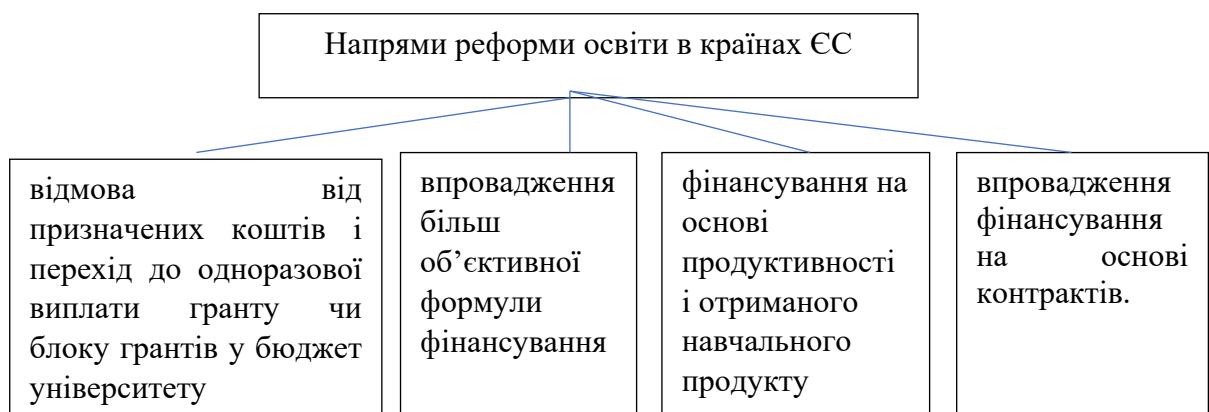 Напрями реформи освіти в країнах ЄС
відмова від
призначених коштів і
перехід до одноразової
виплати гранту чи
блоку грантів у бюджет
університету
впровадження
більш
об’єктивної
формули
фінансування
фінансування на
основі
продуктивності
і отриманого
навчального
продукту
впровадження
фінансування
на основі
контрактів.